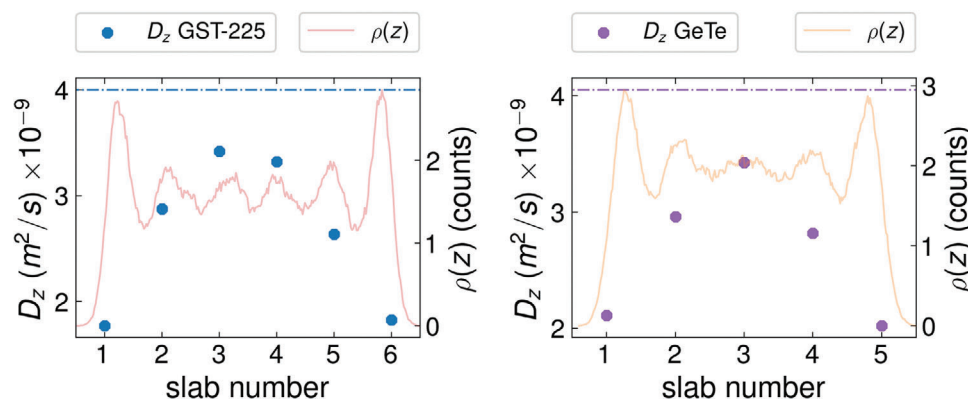 D_z GST-225
ρ(z)
D_z (m²/s) ×10⁻⁹
4
3
2
ρ(z) (counts)
2
1
0
1 2 3 4 5 6
slab number
D_z GeTe
ρ(z)
D_z (m²/s) ×10⁻⁹
4
3
2
ρ(z) (counts)
3
2
1
0
1 2 3 4 5
slab number